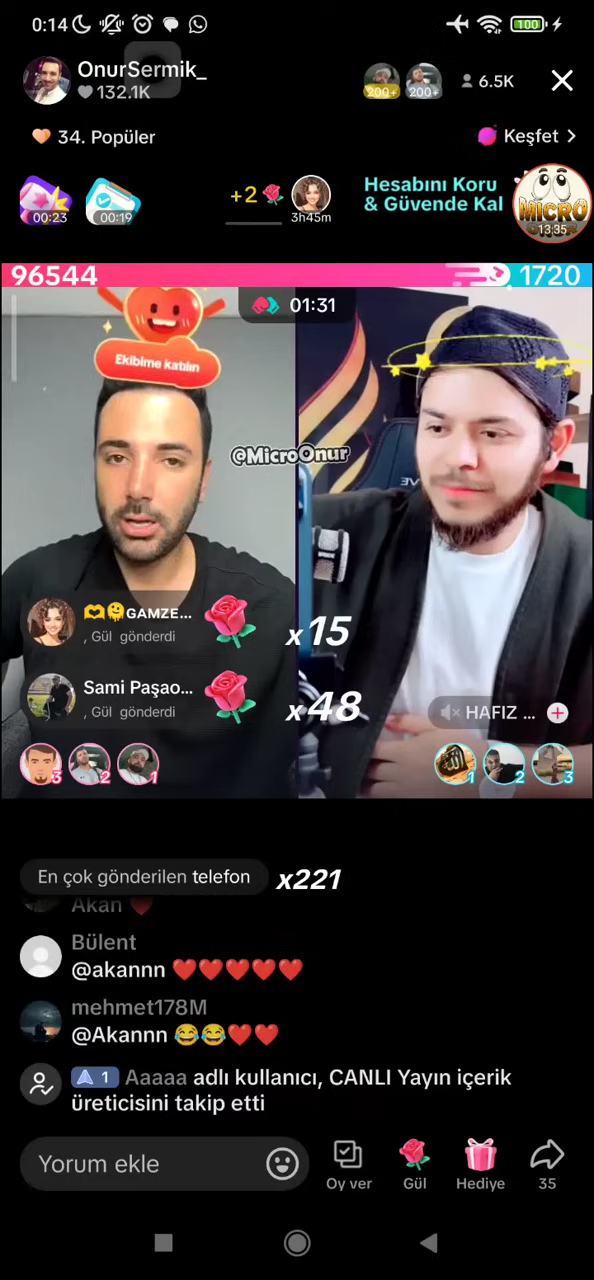 0:14
100
OnurSermik_
132.1K
200+
200+
6.5K
34. Popüler
Keşfet
00:23
00:19
+2
3h45m
Hesabını Koru
& Güvende Kal
MİCRO
13:35
96544
1720
01:31
Ekibime katılın
@MicroOnur
GAMZE...
, Gül gönderdi
x15
Sami Paşao...
, Gül gönderdi
x48
HAFIZ ...
3
2
1
1
2
3
En çok gönderilen telefon
x221
Akan
Bülent
@akannn
mehmet178M
@Akannn 😂😂❤️❤️
1 Aaaaa adlı kullanıcı, CANLI Yayın içerik
üreticisini takip etti
Yorum ekle
Oy ver
Gül
Hediye
35